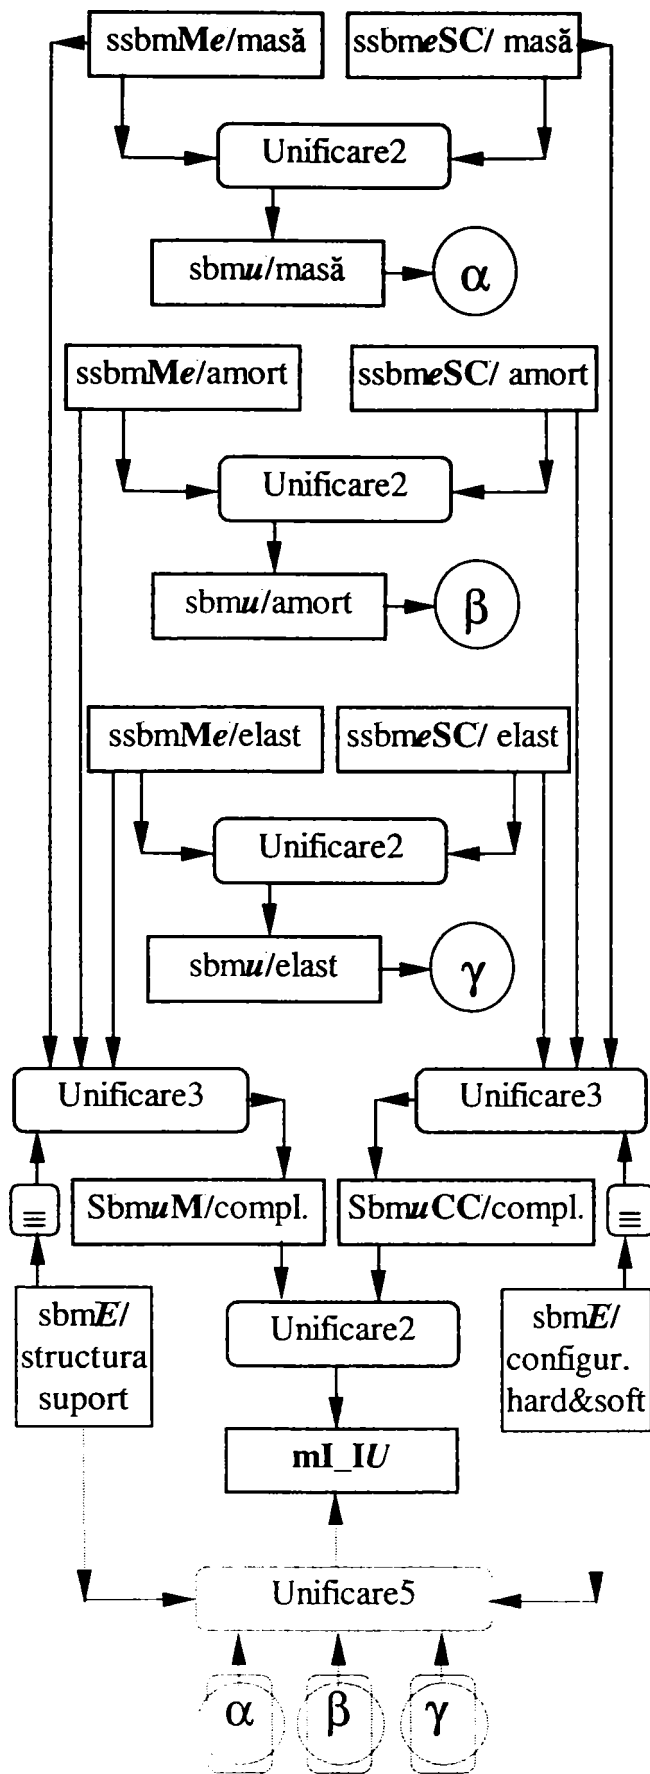 ssbmMe/masă
ssbmeSC/ masă
Unificare2
sbmu/masă
α
ssbmMe/amort
ssbmeSC/ amort
Unificare2
sbmu/amort
β
ssbmMe/elast
ssbmeSC/ elast
Unificare2
sbmu/elast
γ
Unificare3
Unificare3
≡
SbmuM/compl.
SbmuCC/compl.
≡
sbmE/
structura
suport
Unificare2
sbmE/
configur.
hard&soft
mI_IU
Unificare5
α
β
γ